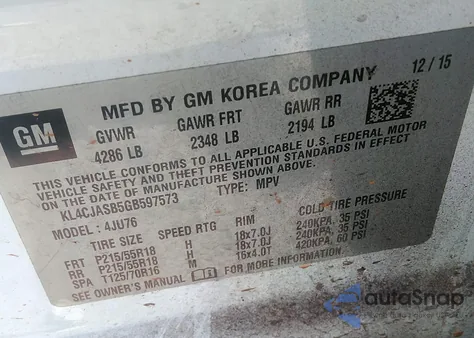 MFD BY GM KOREA COMPANY 12/15
GM
GVWR GAWR FRT GAWR RR
4286 LB 2348 LB 2194 LB
THIS VEHICLE CONFORMS TO ALL APPLICABLE U.S. FEDERAL MOTOR
VEHICLE SAFETY AND THEFT PREVENTION STANDARDS IN EFFECT
ON THE DATE OF MANUFACTURE SHOWN ABOVE.
KL4CJASB5GB597573 TYPE: MPV
MODEL: 4JU76
TIRE SIZE SPEED RTG RIM COLD TIRE PRESSURE
FRT P215/55R18 H 18x7.0J 240KPA, 35 PSI
RR P215/55R18 H 18x7.0J 240KPA, 35 PSI
SPA T125/70R16 M 16x4.0T 420KPA, 60 PSI
SEE OWNER'S MANUAL FOR ADDITIONAL INFORMATION.
autoSnap